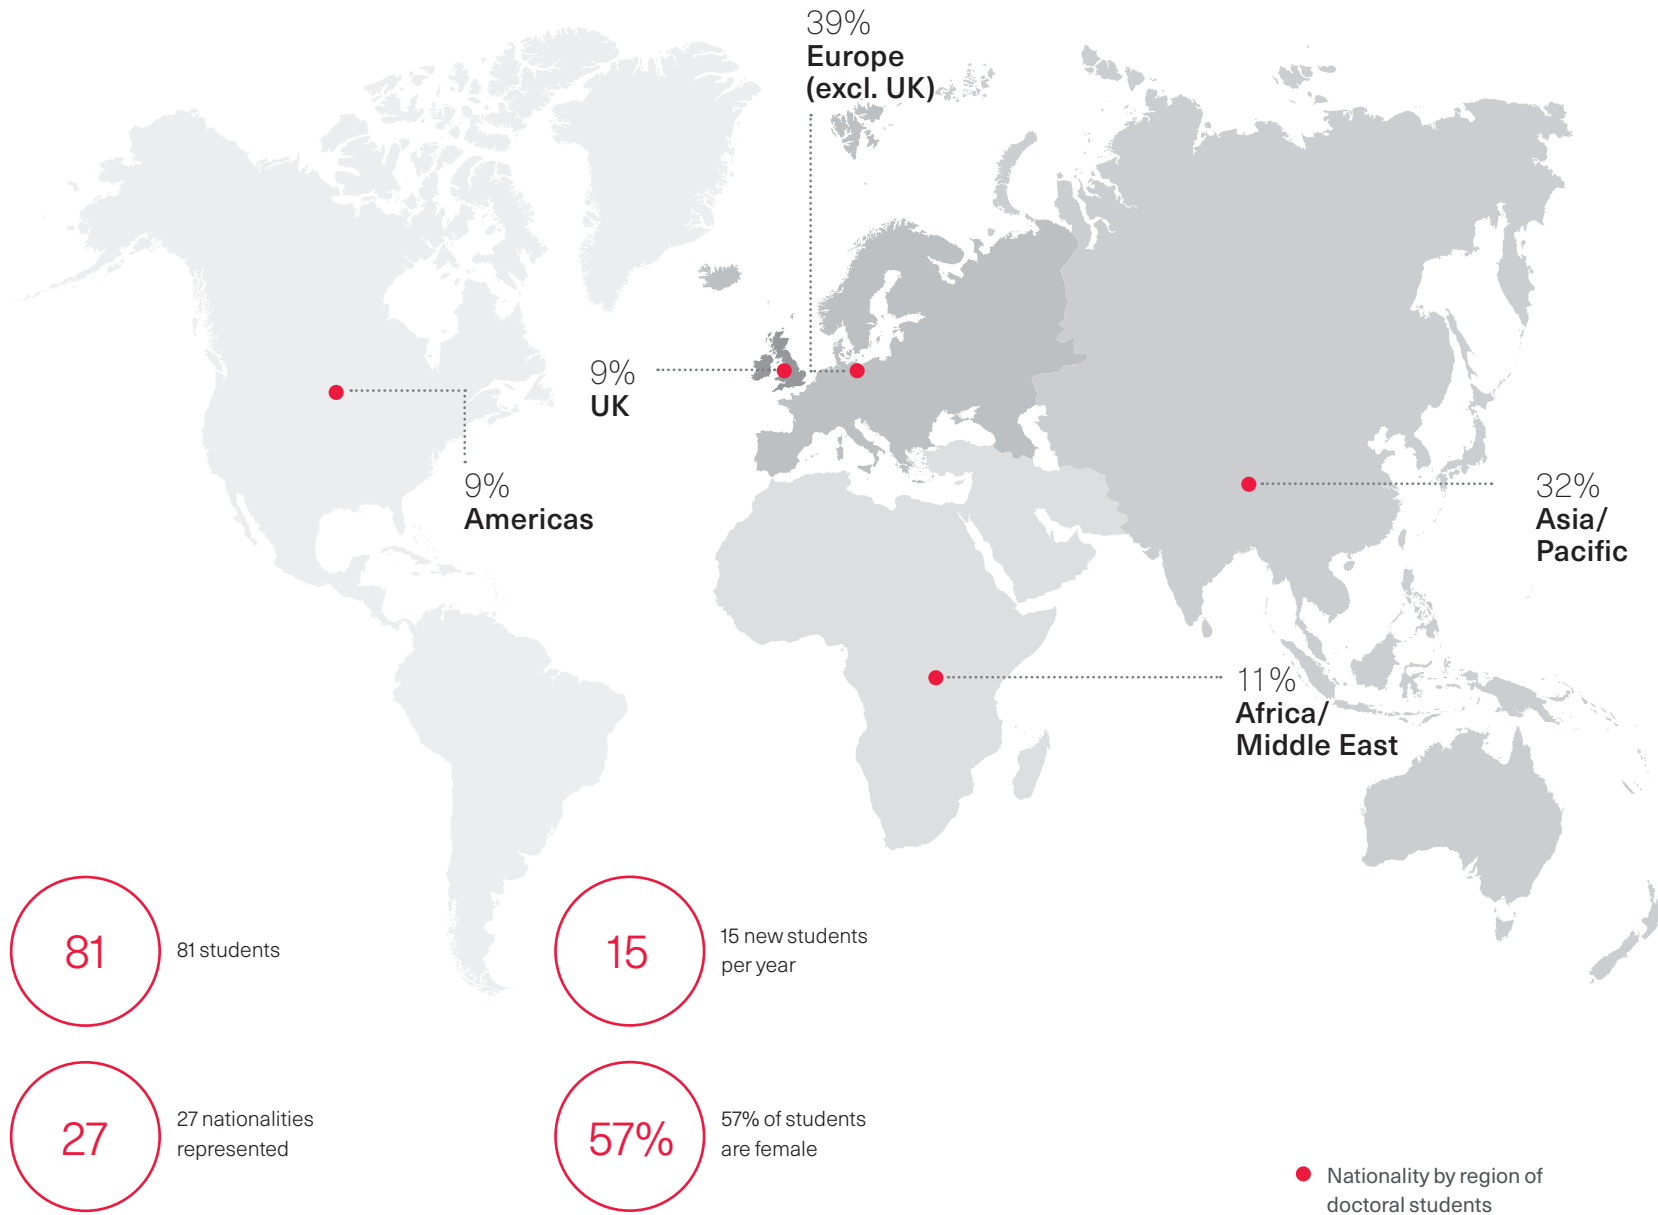 39%
Europe
(excl. UK)
9%
UK
9%
Americas
32%
Asia/
Pacific
11%
Africa/
Middle East
81
81 students
15
15 new students
per year
27
27 nationalities
represented
57%
57% of students
are female
Nationality by region of
doctoral students